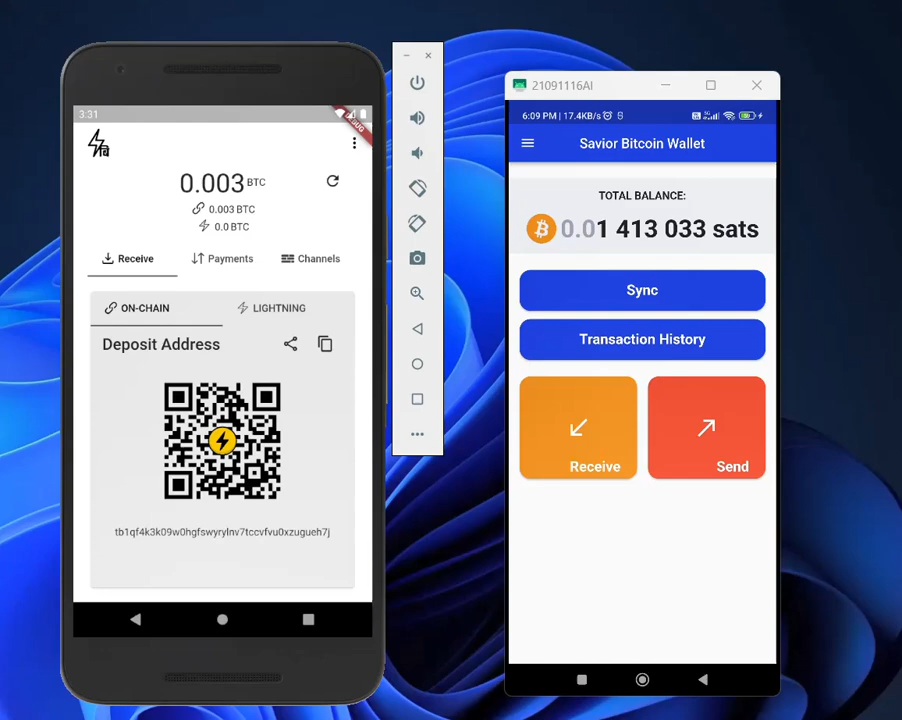 3:31
DEBUG
0.003 BTC
0.003 BTC
0.0 BTC
Receive
Payments
Channels
ON-CHAIN
LIGHTNING
Deposit Address
tb1qf4k3k09w0hgfswyrylnv7tccvfvu0xzugueh7j
21091116AI
6:09 PM | 17.4KB/s
Savior Bitcoin Wallet
TOTAL BALANCE:
0.01 413 033 sats
Sync
Transaction History
Receive
Send